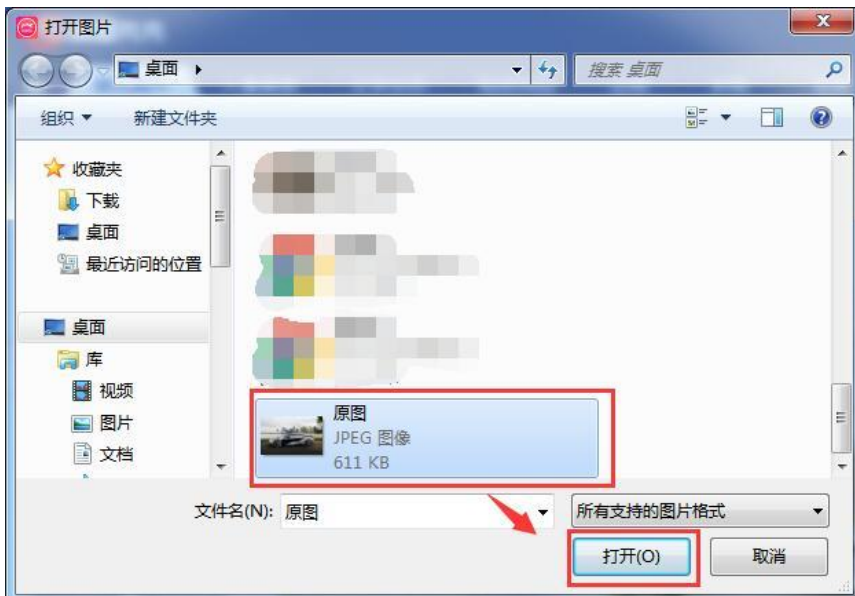 打开图片
桌面
搜索 桌面
组织
新建文件夹
收藏夹
下载
桌面
最近访问的位置
桌面
库
视频
图片
文档
原图
JPEG 图像
611 KB
文件名(N): 原图
所有支持的图片格式
打开(O)
取消